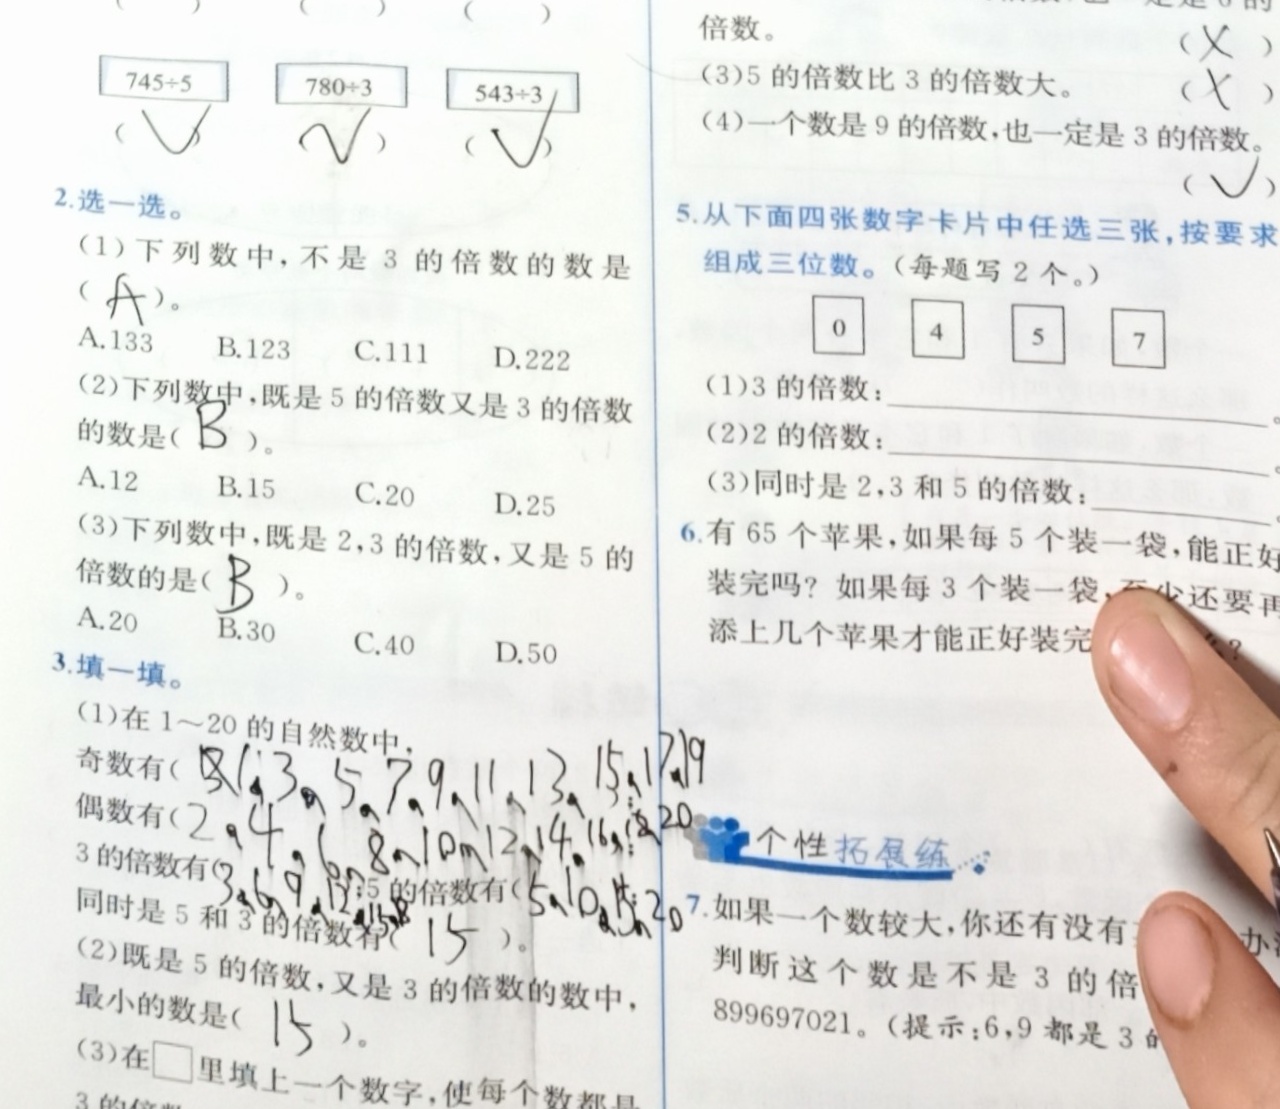 (　) (　) (　)
745÷5 780÷3 543÷3
(√) (√) (√)
2.选一选。
(1)下列数中,不是3的倍数的数是
(A)。
A.133 B.123 C.111 D.222
(2)下列数中,既是5的倍数又是3的倍数
的数是(B)。
A.12 B.15 C.20 D.25
(3)下列数中,既是2,3的倍数,又是5的
倍数的是(B)。
A.20 B.30 C.40 D.50
3.填一填。
(1)在1～20的自然数中,
奇数有(1,3,5,7,9,11,13,15,17,19
偶数有(2,4,6,8,10,12,14,16,18,20
3的倍数有(3,6,9,12,15,18 5的倍数有(5,10,15,20
同时是5和3的倍数有(15)。
(2)既是5的倍数,又是3的倍数的数中,
最小的数是(15)。
(3)在□里填上一个数字,使每个数都是
3的倍数
倍数。
(X)
(3)5的倍数比3的倍数大。 (X)
(4)一个数是9的倍数,也一定是3的倍数。
(√)
5.从下面四张数字卡片中任选三张,按要求
组成三位数。(每题写2个。)
0 4 5 7
(1)3的倍数:。
(2)2的倍数:。
(3)同时是2,3和5的倍数:
6.有65个苹果,如果每5个装一袋,能正好
装完吗?如果每3个装一袋,至少还要再
添上几个苹果才能正好装完 ?
个性拓展练
7.如果一个数较大,你还有没有 办
判断这个数是不是3的倍
899697021。(提示:6,9都是3的